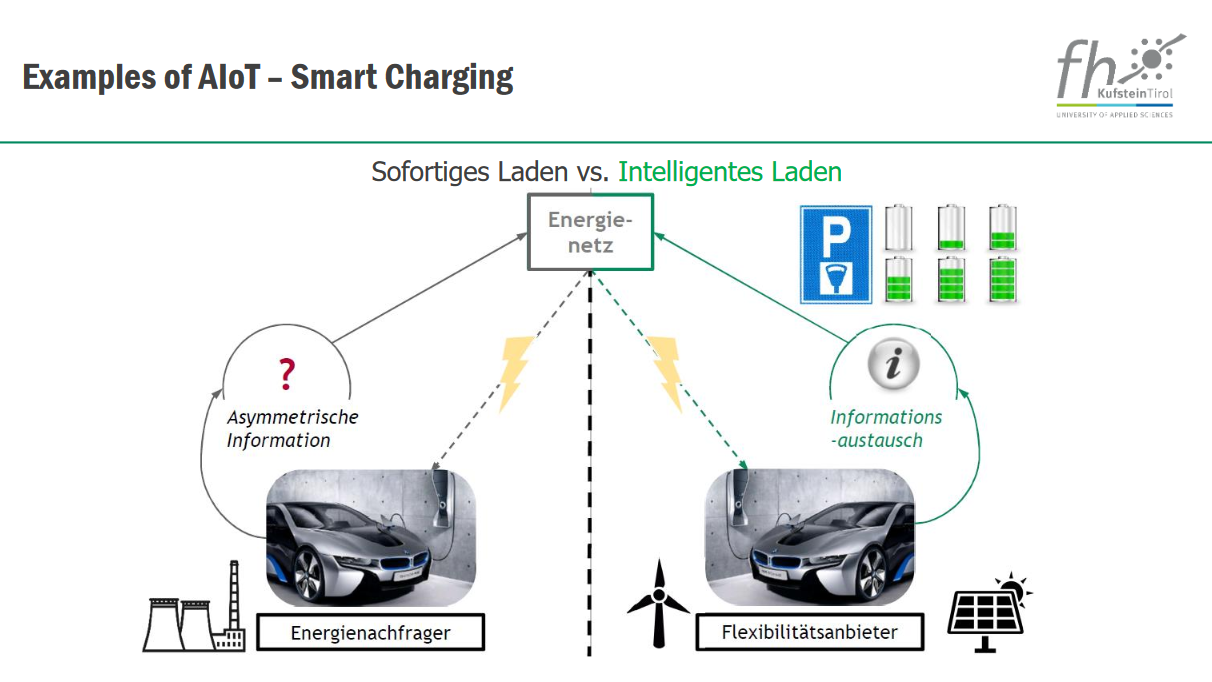 Examples of AIoT – Smart Charging
fh
KufsteinTirol
UNIVERSITY OF APPLIED SCIENCES
Sofortiges Laden vs. Intelligentes Laden
Energie-
netz
P
?
i
Asymmetrische
Information
Informations
-austausch
Energienachfrager
Flexibilitätsanbieter